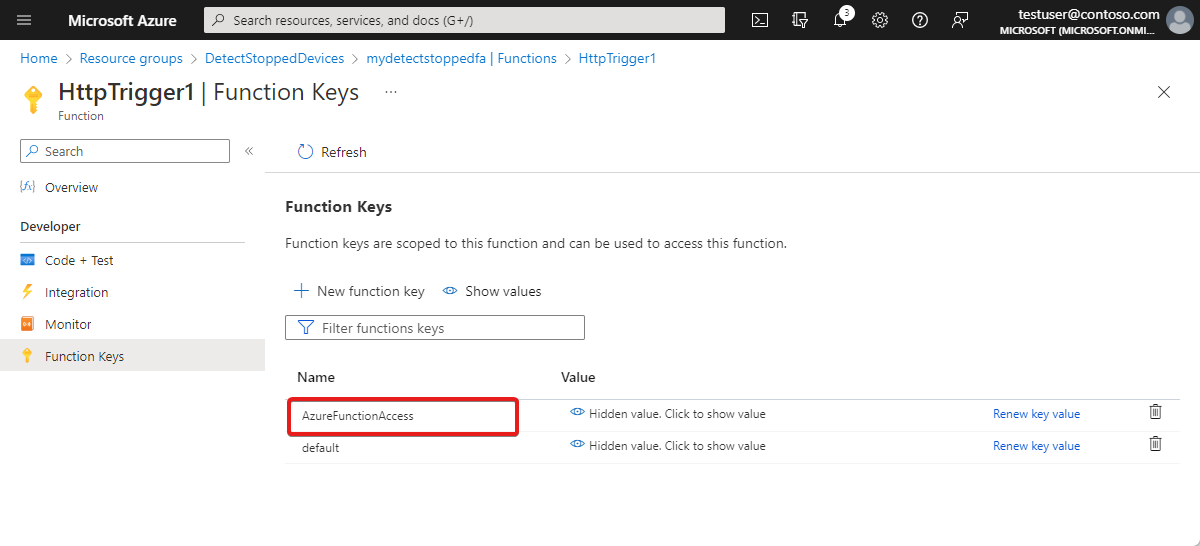 Microsoft Azure
Search resources, services, and docs (G+/)
3
testuser@contoso.com
MICROSOFT (MICROSOFT.ONMI...
Home > Resource groups > DetectStoppedDevices > mydetectstoppedfa | Functions > HttpTrigger1
HttpTrigger1 | Function Keys ...
Function
Search
«
Refresh
{fx} Overview
Developer
Code + Test
Integration
Monitor
Function Keys
Function Keys
Function keys are scoped to this function and can be used to access this function.
New function key
Show values
Filter functions keys
Name Value
AzureFunctionAccess Hidden value. Click to show value Renew key value
default Hidden value. Click to show value Renew key value